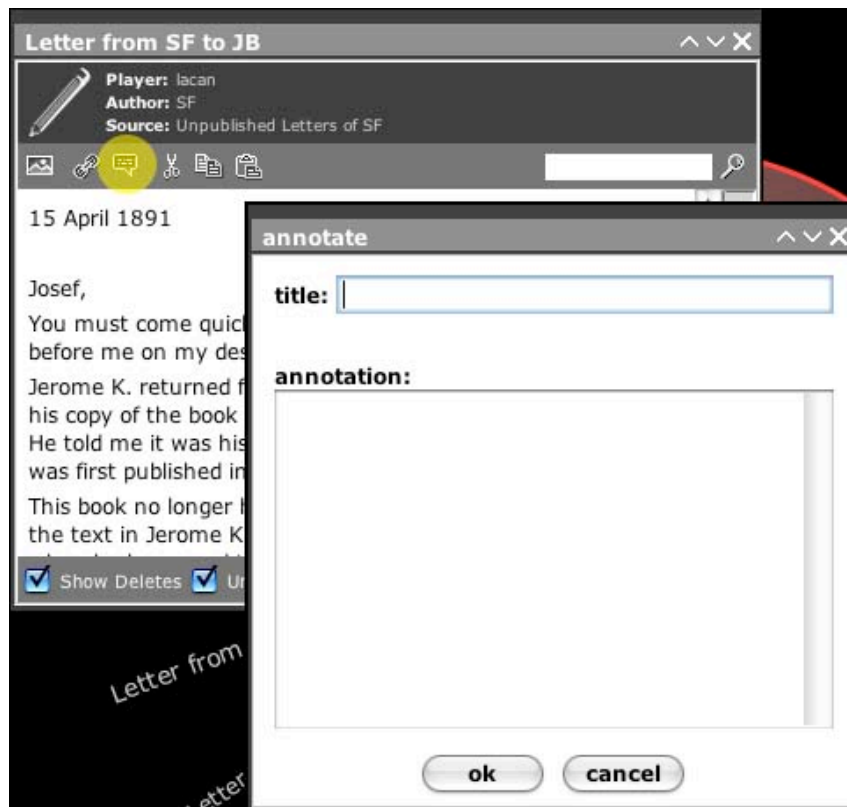 Letter from SF to JB
Player: lacan
Author: SF
Source: Unpublished Letters of SF
15 April 1891
Josef,
You must come
before me on my
Jerome K. returned
his copy of the book
He told me it was his
was first published in
This book no longer
the text in Jerome K
Show Deletes
annotate
title:
annotation:
ok
cancel
Letter from
Letter